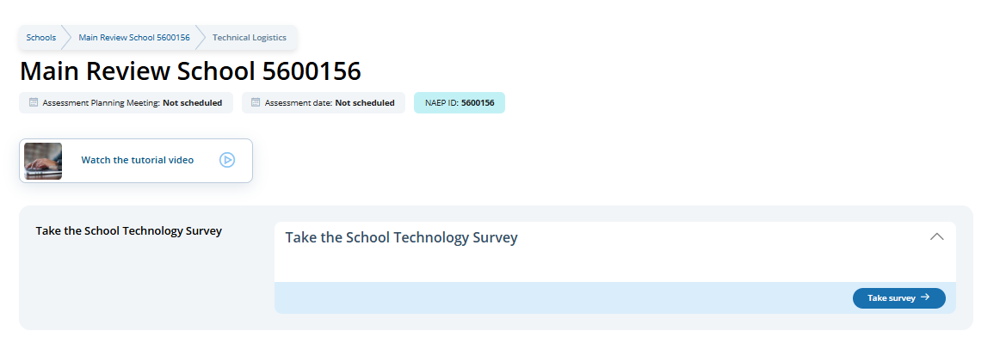 Schools Main Review School 5600156 Technical Logistics
Main Review School 5600156
Assessment Planning Meeting: Not scheduled Assessment date: Not scheduled NAEP ID: 5600156
Watch the tutorial video
Take the School Technology Survey
Take the School Technology Survey
Take survey